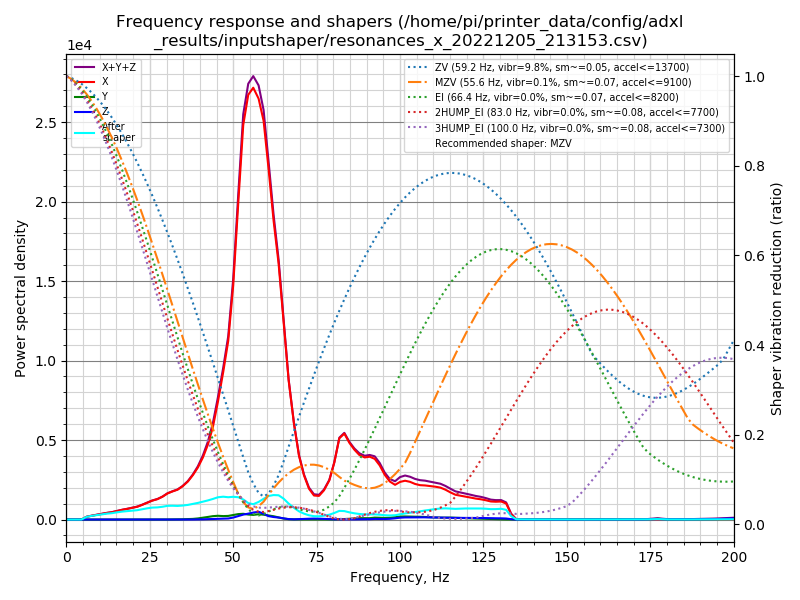 Frequency response and shapers (/home/pi/printer_data/config/adxl
_results/inputshaper/resonances_x_20221205_213153.csv)
1e4
X+Y+Z
X
Y
Z
After
shaper
ZV (59.2 Hz, vibr=9.8%, sm~=0.05, accel<=13700)
MZV (55.6 Hz, vibr=0.1%, sm~=0.07, accel<=9100)
EI (66.4 Hz, vibr=0.0%, sm~=0.07, accel<=8200)
2HUMP_EI (83.0 Hz, vibr=0.0%, sm~=0.08, accel<=7700)
3HUMP_EI (100.0 Hz, vibr=0.0%, sm~=0.08, accel<=7300)
Recommended shaper: MZV
2.5
2.0
1.5
1.0
0.5
0.0
Power spectral density
1.0
0.8
0.6
0.4
0.2
0.0
Shaper vibration reduction (ratio)
0 25 50 75 100 125 150 175 200
Frequency, Hz